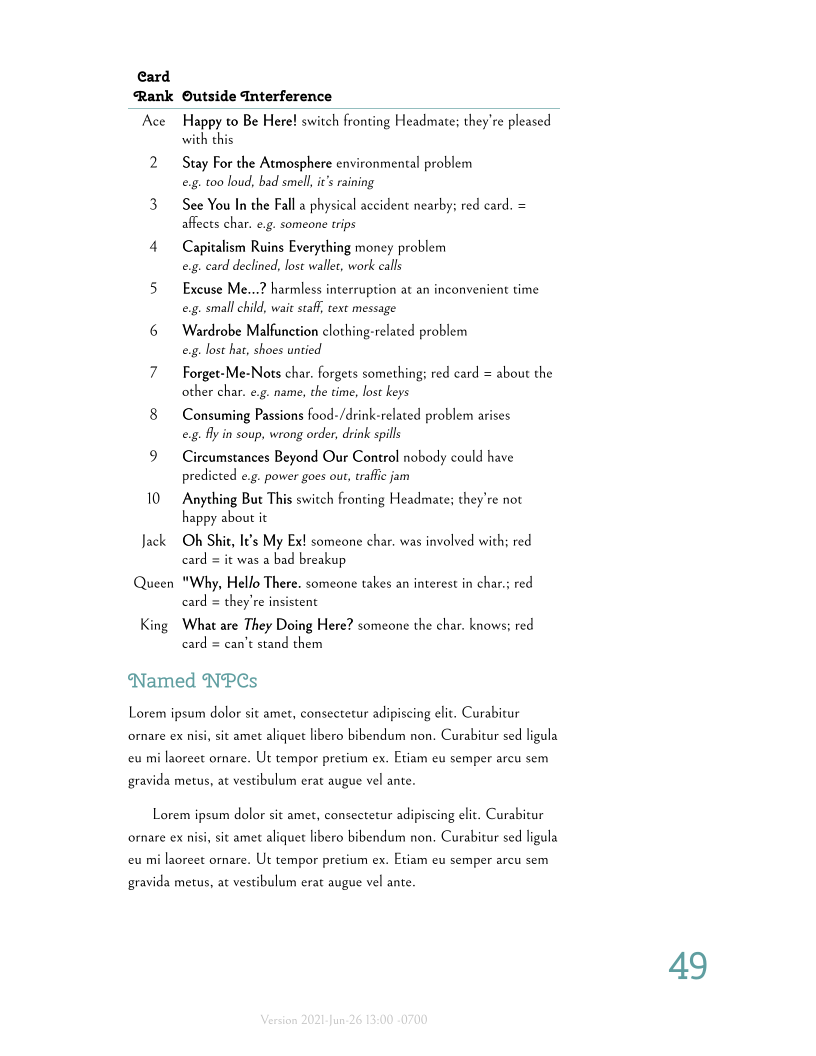 Card
Rank Outside Interference
Ace Happy to Be Here! switch fronting Headmate; they're pleased
with this
2 Stay For the Atmosphere environmental problem
e.g. too loud, bad smell, it's raining
3 See You In the Fall a physical accident nearby; red card. =
affects char. e.g. someone trips
4 Capitalism Ruins Everything money problem
e.g. card declined, lost wallet, work calls
5 Excuse Me...? harmless interruption at an inconvenient time
e.g. small child, wait staff, text message
6 Wardrobe Malfunction clothing-related problem
e.g. lost hat, shoes untied
7 Forget-Me-Nots char. forgets something; red card = about the
other char. e.g. name, the time, lost keys
8 Consuming Passions food-/drink-related problem arises
e.g. fly in soup, wrong order, drink spills
9 Circumstances Beyond Our Control nobody could have
predicted e.g. power goes out, traffic jam
10 Anything But This switch fronting Headmate; they're not
happy about it
Jack Oh Shit, It's My Ex! someone char. was involved with; red
card = it was a bad breakup
Queen "Why, Hello There. someone takes an interest in char.; red
card = they're insistent
King What are They Doing Here? someone the char. knows; red
card = can't stand them
Named NPCs
Lorem ipsum dolor sit amet, consectetur adipiscing elit. Curabitur
ornare ex nisi, sit amet aliquet libero bibendum non. Curabitur sed ligula
eu mi laoreet ornare. Ut tempor pretium ex. Etiam eu semper arcu sem
gravida metus, at vestibulum erat augue vel ante.
Lorem ipsum dolor sit amet, consectetur adipiscing elit. Curabitur
ornare ex nisi, sit amet aliquet libero bibendum non. Curabitur sed ligula
eu mi laoreet ornare. Ut tempor pretium ex. Etiam eu semper arcu sem
gravida metus, at vestibulum erat augue vel ante.
49
Version 2021-Jun-26 13:00 -0700